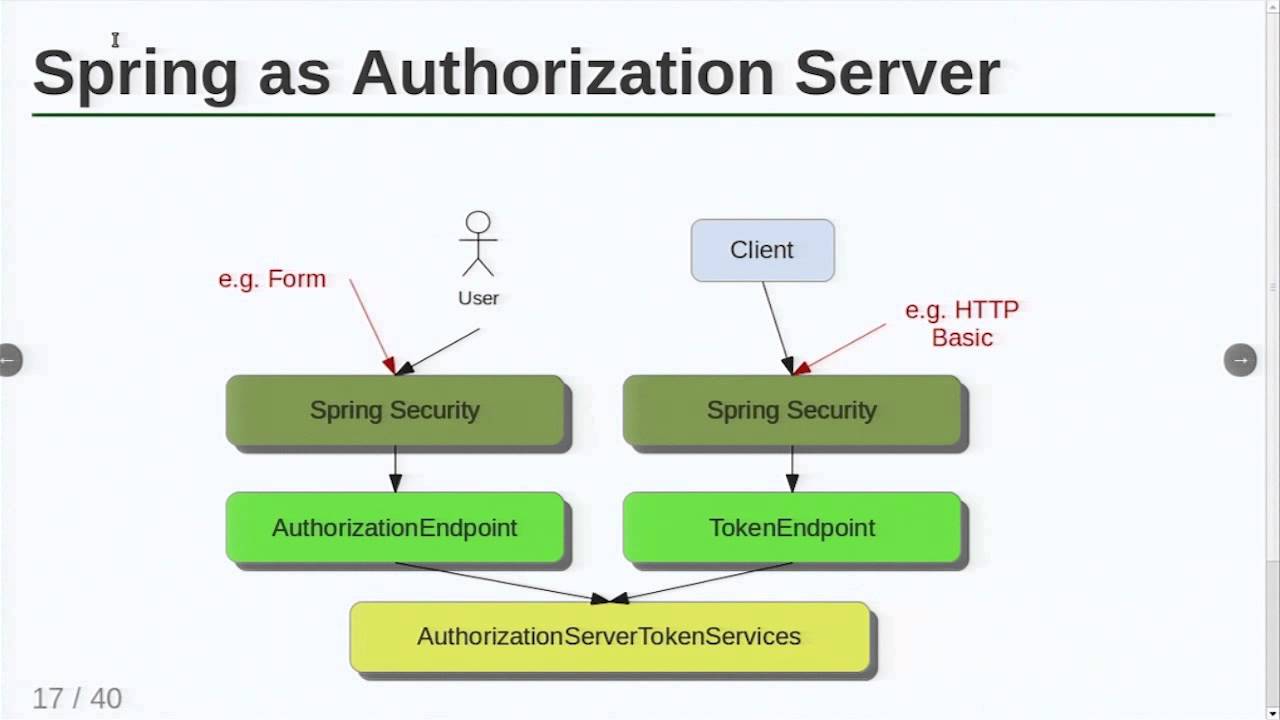 Spring as Authorization Server
e.g. Form
User
Client
e.g. HTTP
Basic
Spring Security
Spring Security
AuthorizationEndpoint
TokenEndpoint
AuthorizationServerTokenServices
17 / 40